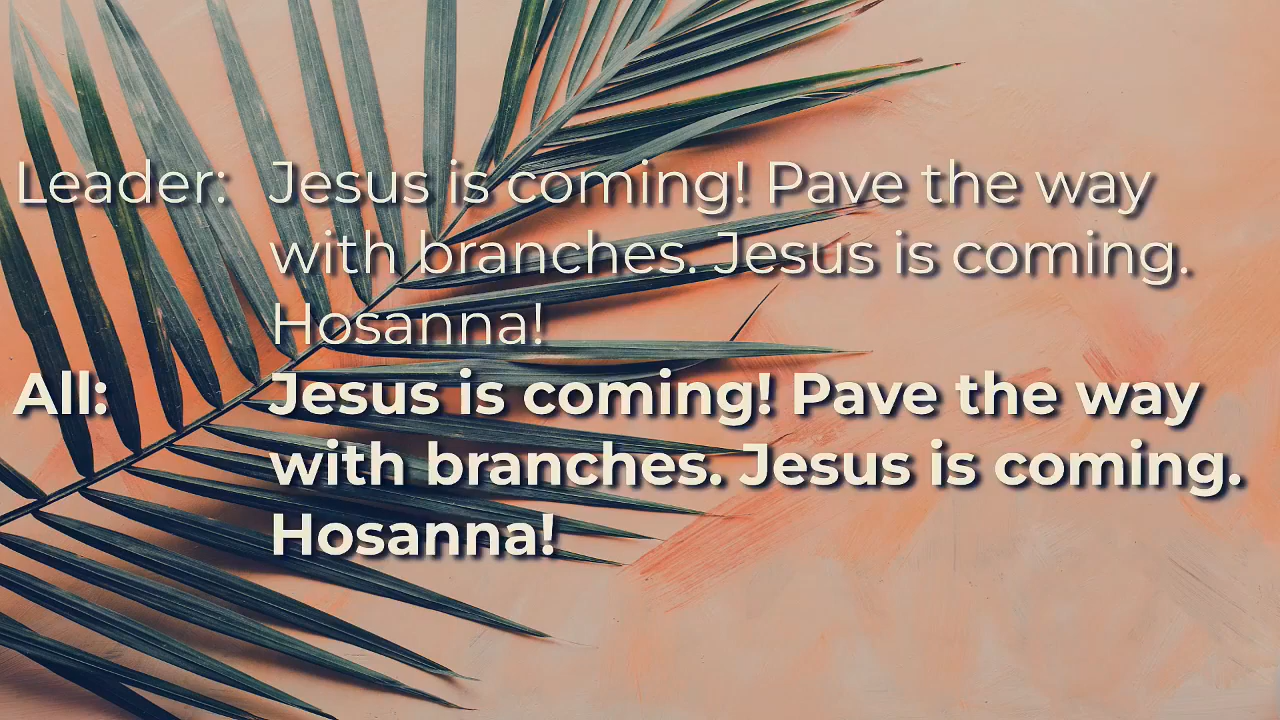 Leader: Jesus is coming! Pave the way
with branches. Jesus is coming.
Hosanna!
All: Jesus is coming! Pave the way
with branches. Jesus is coming.
Hosanna!